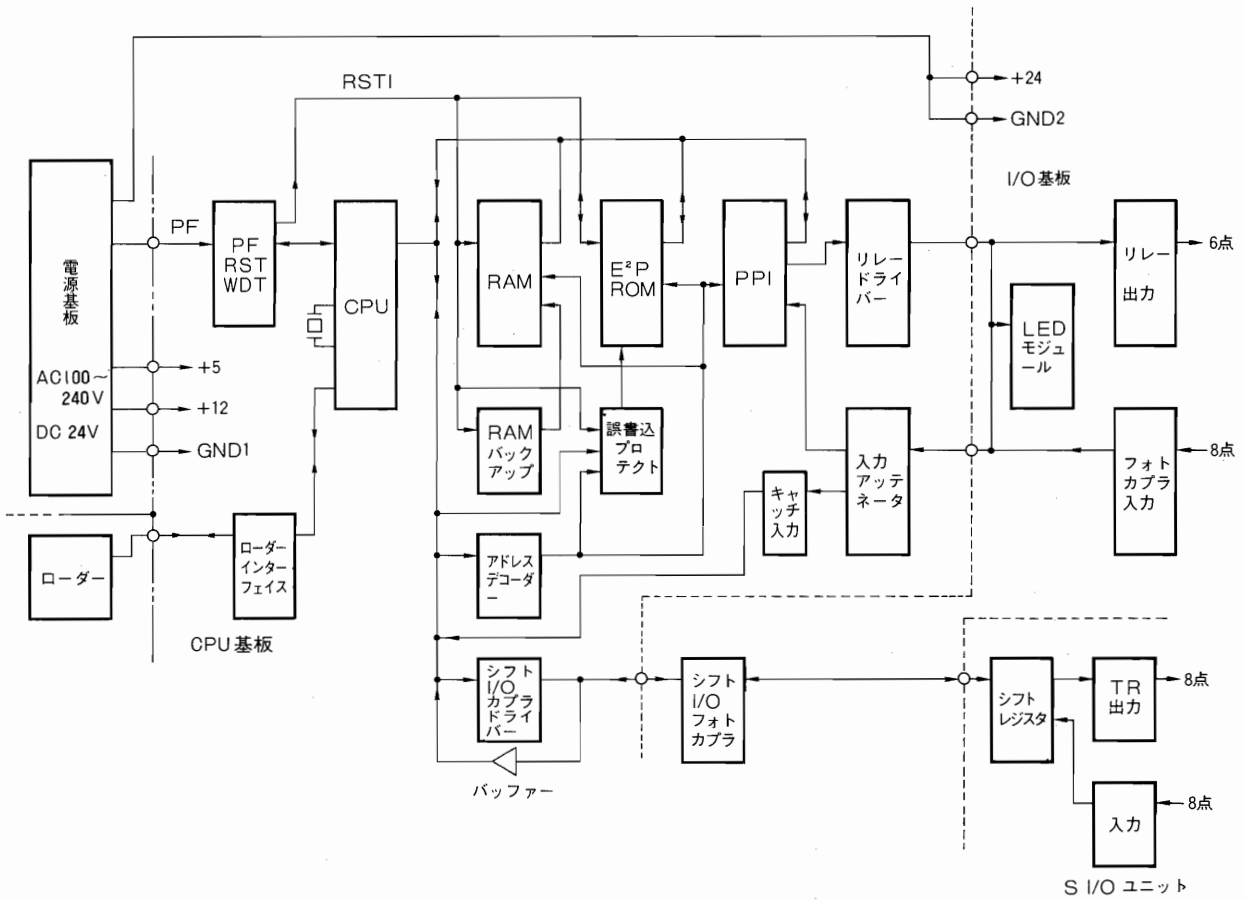 RSTI
+24
GND2
I/O基板
電源基板
AC100～
240V
DC 24V
PF
PF
RST
WDT
CPU
RAM
E²P
ROM
PPI
リレー
ドライ
バー
リレー
出力
6点
LED
モジュ
ール
+5
+12
GND1
RAM
バック
アップ
誤書込
プロ
テクト
キャッチ
入力
入力
アッテ
ネータ
フォト
カプラ
入力
8点
ローダー
ローダー
インター
フェイス
アドレス
デコーダ
ー
CPU基板
シフト
I/O
カプラ
ドライ
バー
シフト
I/O
フォト
カプラ
シフト
レジスタ
TR
出力
8点
バッファー
入力
8点
S I/O ユニット